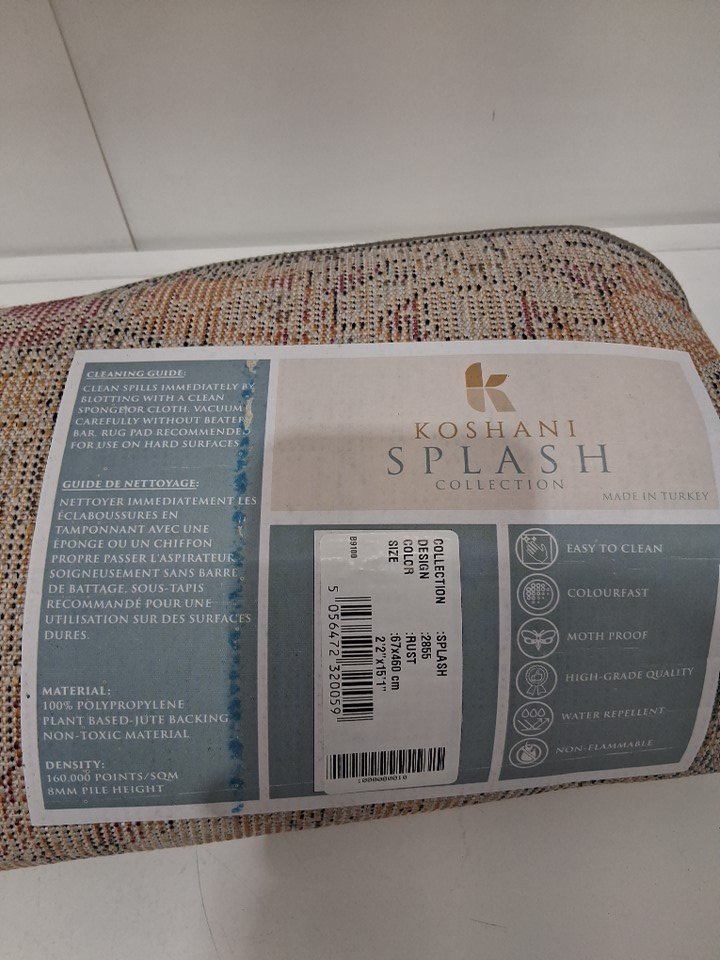 CLEANING GUIDE:
CLEAN SPILLS IMMEDIATELY BY
BLOTTING WITH A CLEAN
SPONGE OR CLOTH. VACUUM
CAREFULLY WITHOUT BEATER
BAR. RUG PAD RECOMMENDED
FOR USE ON HARD SURFACES
GUIDE DE NETTOYAGE:
NETTOYER IMMEDIATEMENT LES
ÉCLABOUSSURES EN
TAMPONNANT AVEC UNE
ÉPONGE OU UN CHIFFON
PROPRE PASSER L'ASPIRATEUR
SOIGNEUSEMENT SANS BARRE
DE BATTAGE, SOUS-TAPIS
RECOMMANDÉ POUR UNE
UTILISATION SUR DES SURFACES
DURES.
MATERIAL:
100% POLYPROPYLENE
PLANT BASED-JUTE BACKING
NON-TOXIC MATERIAL
DENSITY:
160.000 POINTS/SQM
8MM PILE HEIGHT
KOSHANI
SPLASH
COLLECTION
MADE IN TURKEY
COLLECTION :SPLASH
DESIGN :2855
COLOR :RUST
SIZE :67x460 cm
2'2"x15'1"
B9100
5 056472 320059
0100000001
EASY TO CLEAN
COLOURFAST
MOTH PROOF
HIGH-GRADE QUALITY
WATER REPELLENT
NON-FLAMMABLE